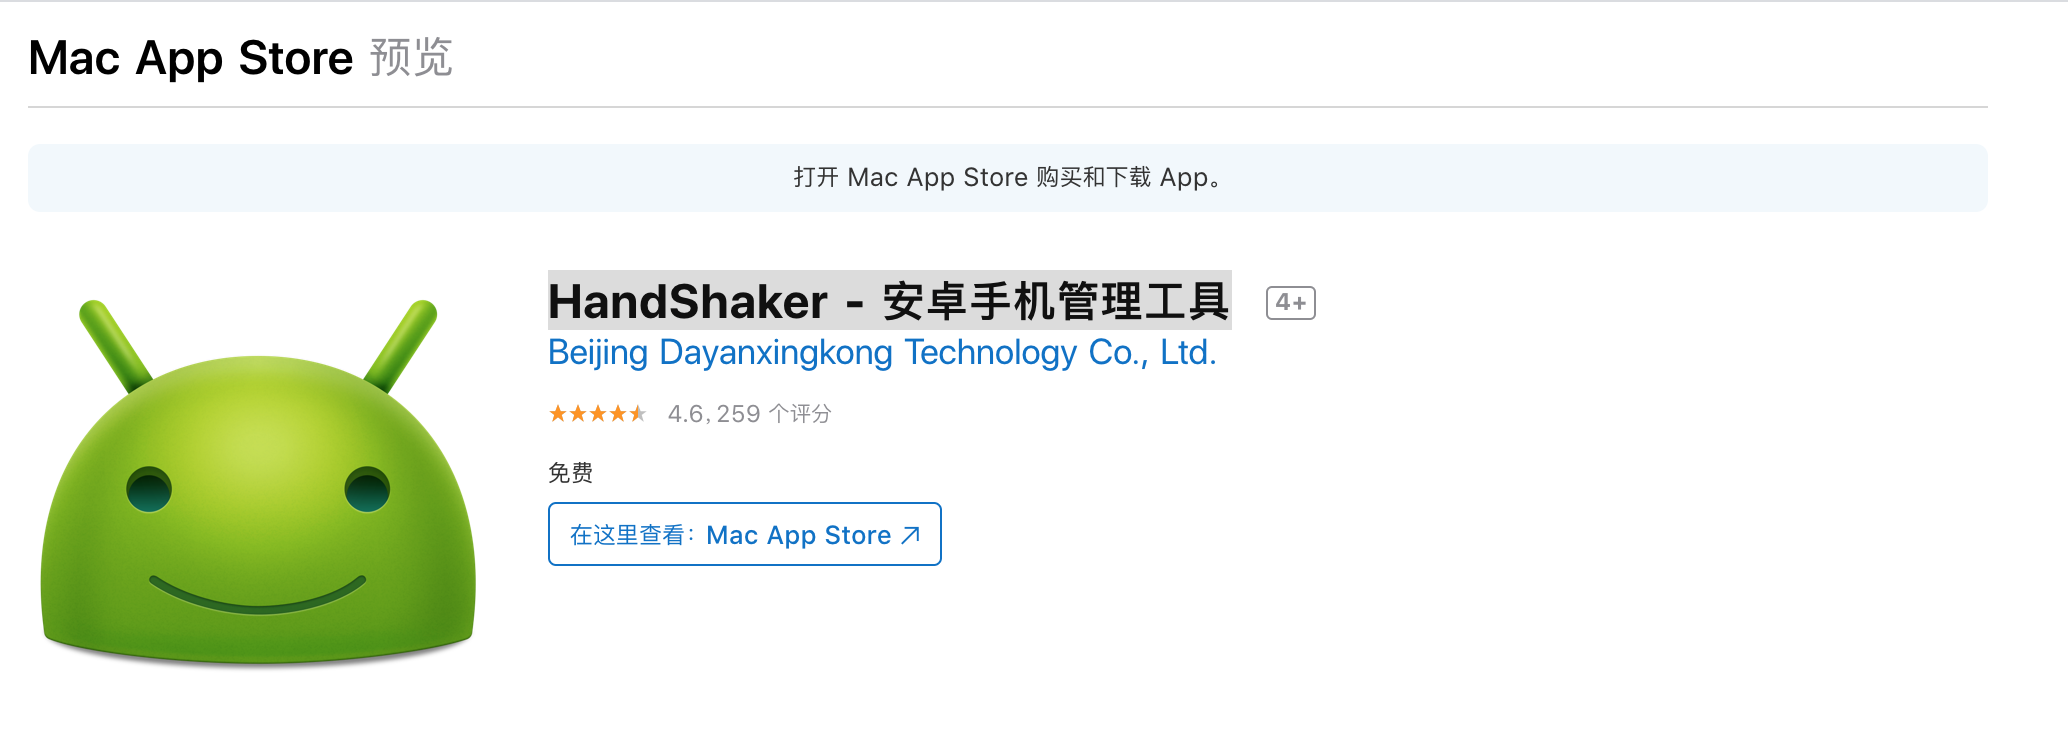 Mac App Store 预览
打开 Mac App Store 购买和下载 App。
HandShaker - 安卓手机管理工具 4+
Beijing Dayanxingkong Technology Co., Ltd.
4.6, 259 个评分
免费
在这里查看：Mac App Store